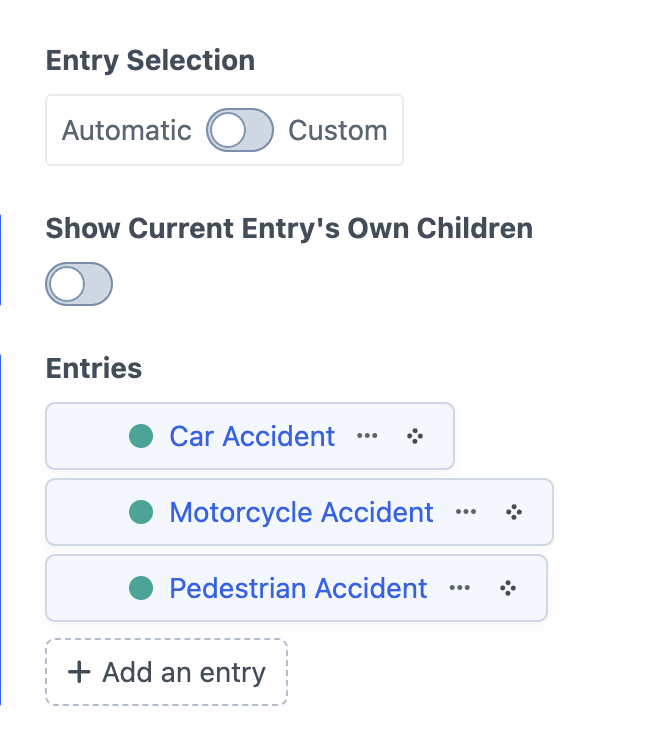 Entry Selection
Automatic Custom
Show Current Entry's Own Children
Entries
Car Accident
Motorcycle Accident
Pedestrian Accident
+ Add an entry